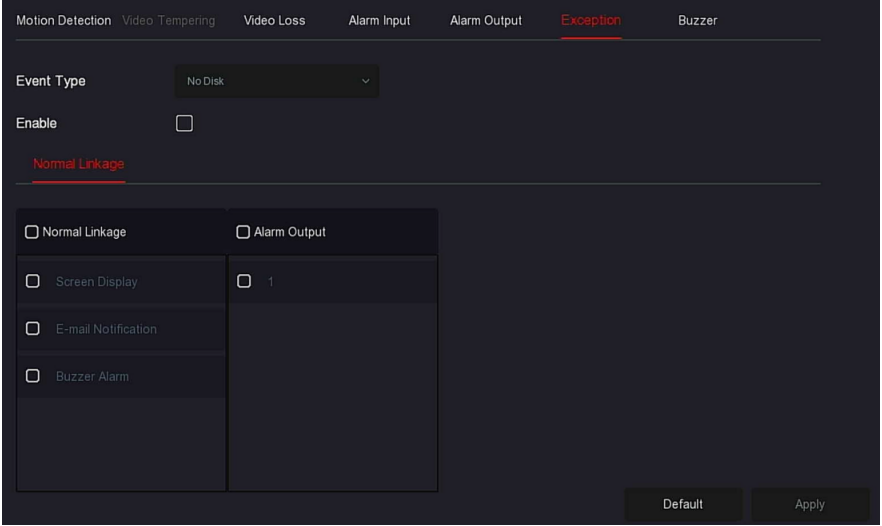 Motion Detection Video Tempering Video Loss Alarm Input Alarm Output Exception Buzzer
Event Type No Disk
Enable
Normal Linkage
Normal Linkage Alarm Output
Screen Display 1
E-mail Notification
Buzzer Alarm
Default Apply